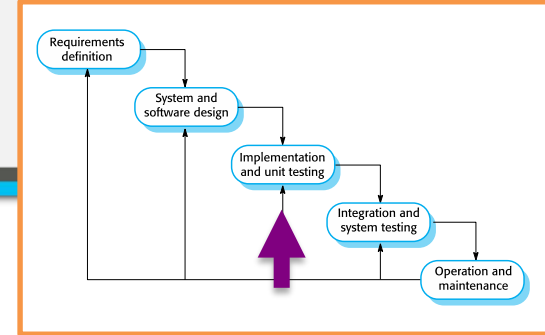 Requirements
definition
System and
software design
Implementation
and unit testing
Integration and
system testing
Operation and
maintenance